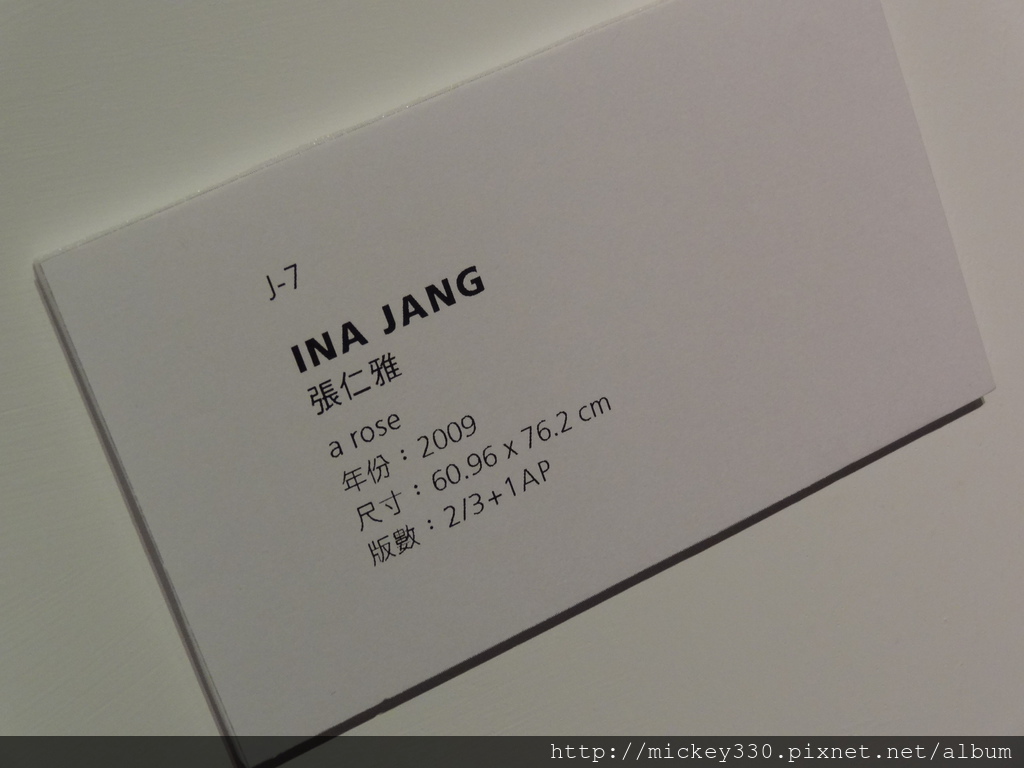 J-7
INA JANG
張仁雅
a rose
年份：2009
尺寸：60.96 x 76.2 cm
版數：2/3+1AP
http://mickey330.pixnet.net/album